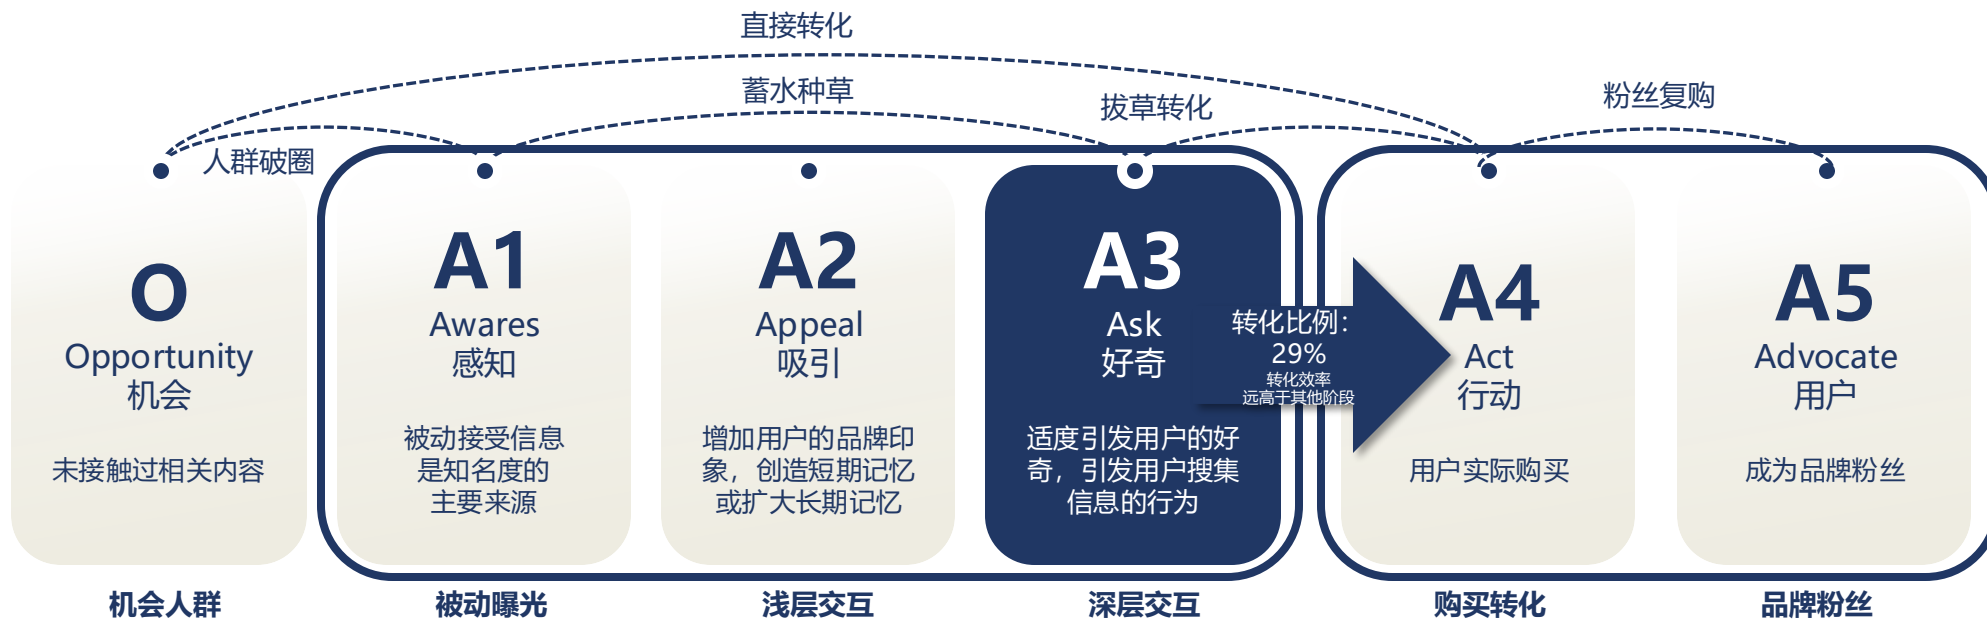 直接转化
蓄水种草
拔草转化
粉丝复购
人群破圈
O
Opportunity
机会
未接触过相关内容
机会人群
A1
Awares
感知
被动接受信息
是知名度的
主要来源
被动曝光
A2
Appeal
吸引
增加用户的品牌印
象，创造短期记忆
或扩大长期记忆
浅层交互
A3
Ask
好奇
适度引发用户的好
奇，引发用户搜集
信息的行为
深层交互
转化比例：
29%
转化效率
远高于其他阶段
A4
Act
行动
用户实际购买
购买转化
A5
Advocate
用户
成为品牌粉丝
品牌粉丝